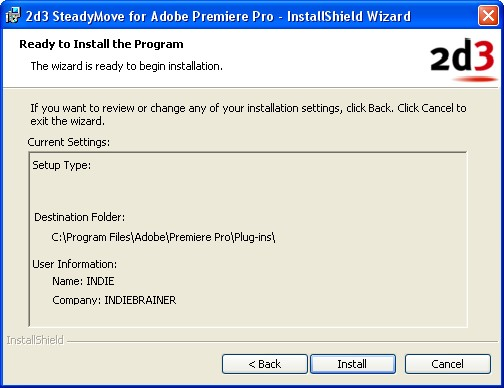 2d3 SteadyMove for Adobe Premiere Pro - InstallShield Wizard
Ready to Install the Program
The wizard is ready to begin installation.
2d3
If you want to review or change any of your installation settings, click Back. Click Cancel to
exit the wizard.
Current Settings:
Setup Type:
Destination Folder:
C:\Program Files\Adobe\Premiere Pro\Plug-ins\
User Information:
Name: INDIE
Company: INDIEBRAINER
InstallShield
< Back
Install
Cancel